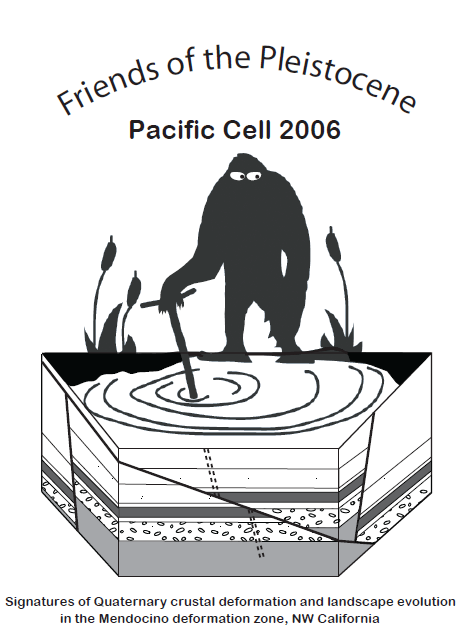 Friends of the Pleistocene
Pacific Cell 2006
Signatures of Quaternary crustal deformation and landscape evolution
in the Mendocino deformation zone, NW California